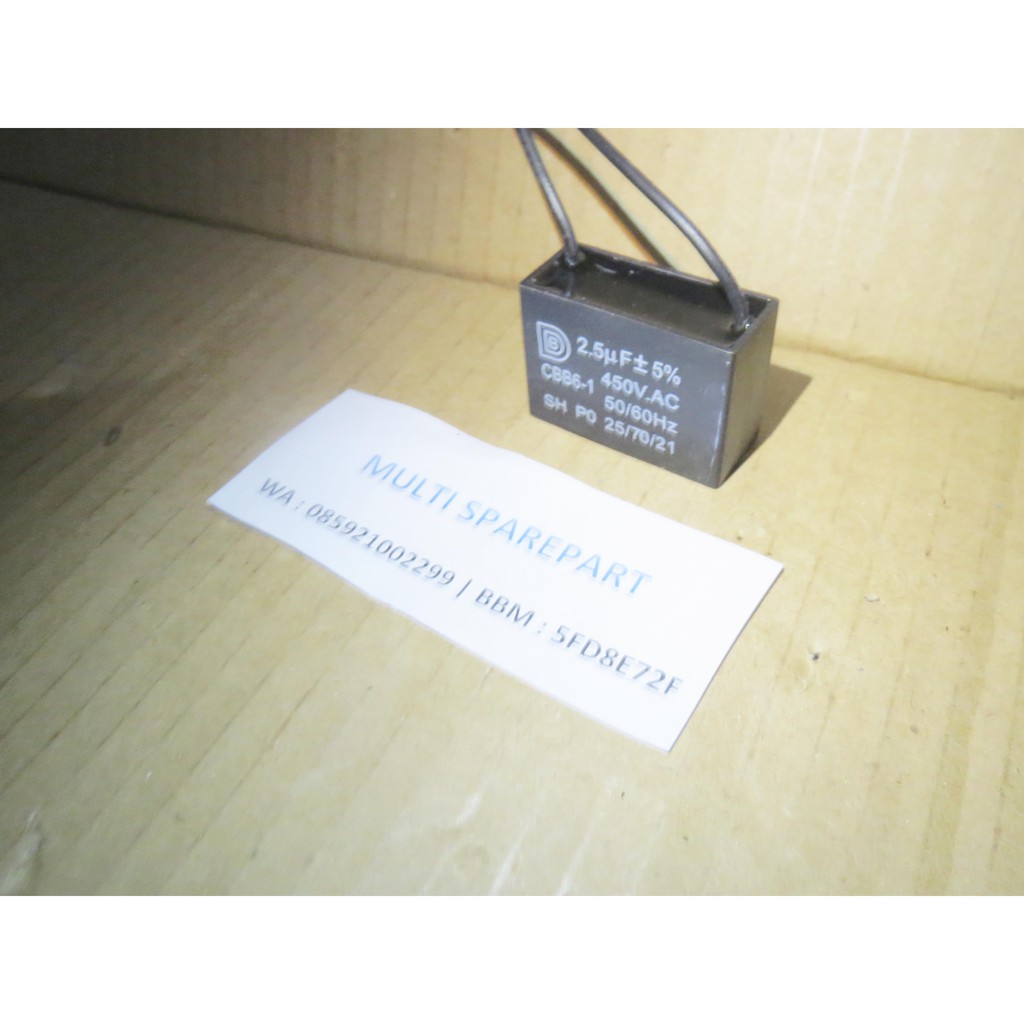 2.5µF±5%
CBB6-1 450V.AC
50/60Hz
SH P0 25/70/21
MULTI SPAREPART
WA : 085921002299 | BBM : 5FD8E72F